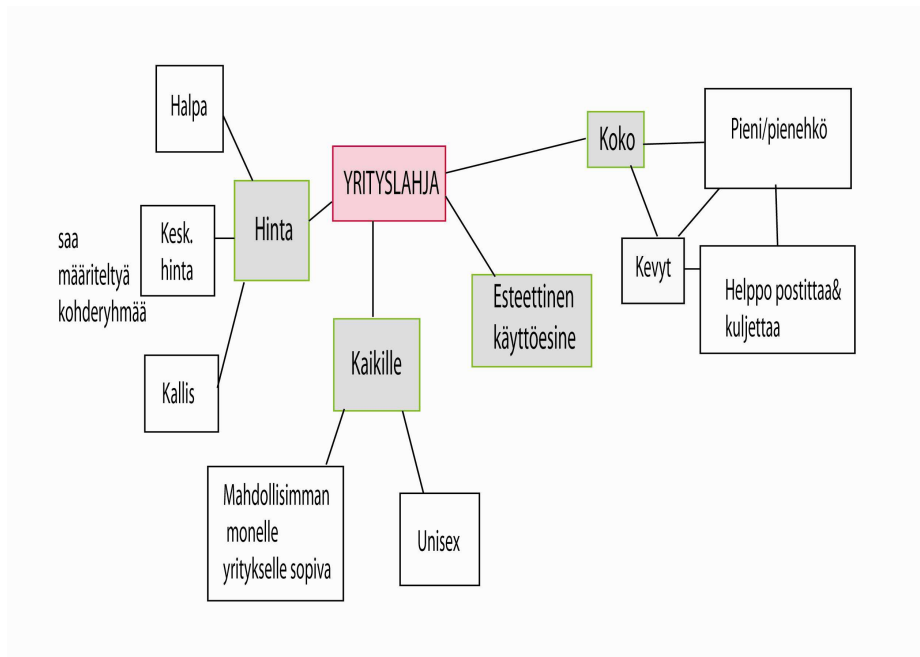 Halpa
YRITYSLAHJA
Koko
Pieni/pienehkö
Hinta
Kesk.
hinta
saa
määriteltyä
kohderyhmää
Kallis
Kaikille
Esteettinen
käyttöesine
Kevyt
Helppo postittaa&
kuljettaa
Mahdollisimman
monelle
yritykselle sopiva
Unisex